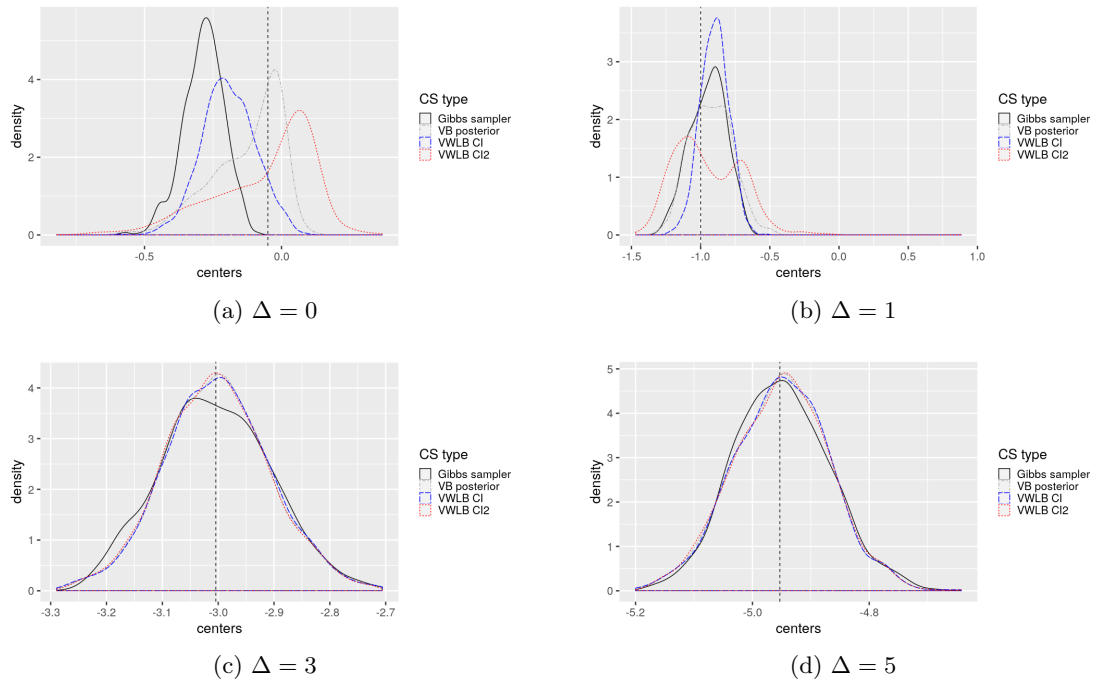 density
4
2
0
-0.5
0.0
centers
CS type
Gibbs sampler
VB posterior
VWLB CI
VWLB CI2
(a) Δ = 0
density
3
2
1
0
-1.5
-1.0
-0.5
0.0
0.5
1.0
centers
CS type
Gibbs sampler
VB posterior
VWLB CI
VWLB CI2
(b) Δ = 1
density
4
3
2
1
0
-3.3
-3.1
-3.0
-2.9
-2.8
-2.7
centers
CS type
Gibbs sampler
VB posterior
VWLB CI
VWLB CI2
(c) Δ = 3
density
5
4
3
2
1
0
-5.2
-5.0
-4.8
centers
CS type
Gibbs sampler
VB posterior
VWLB CI
VWLB CI2
(d) Δ = 5